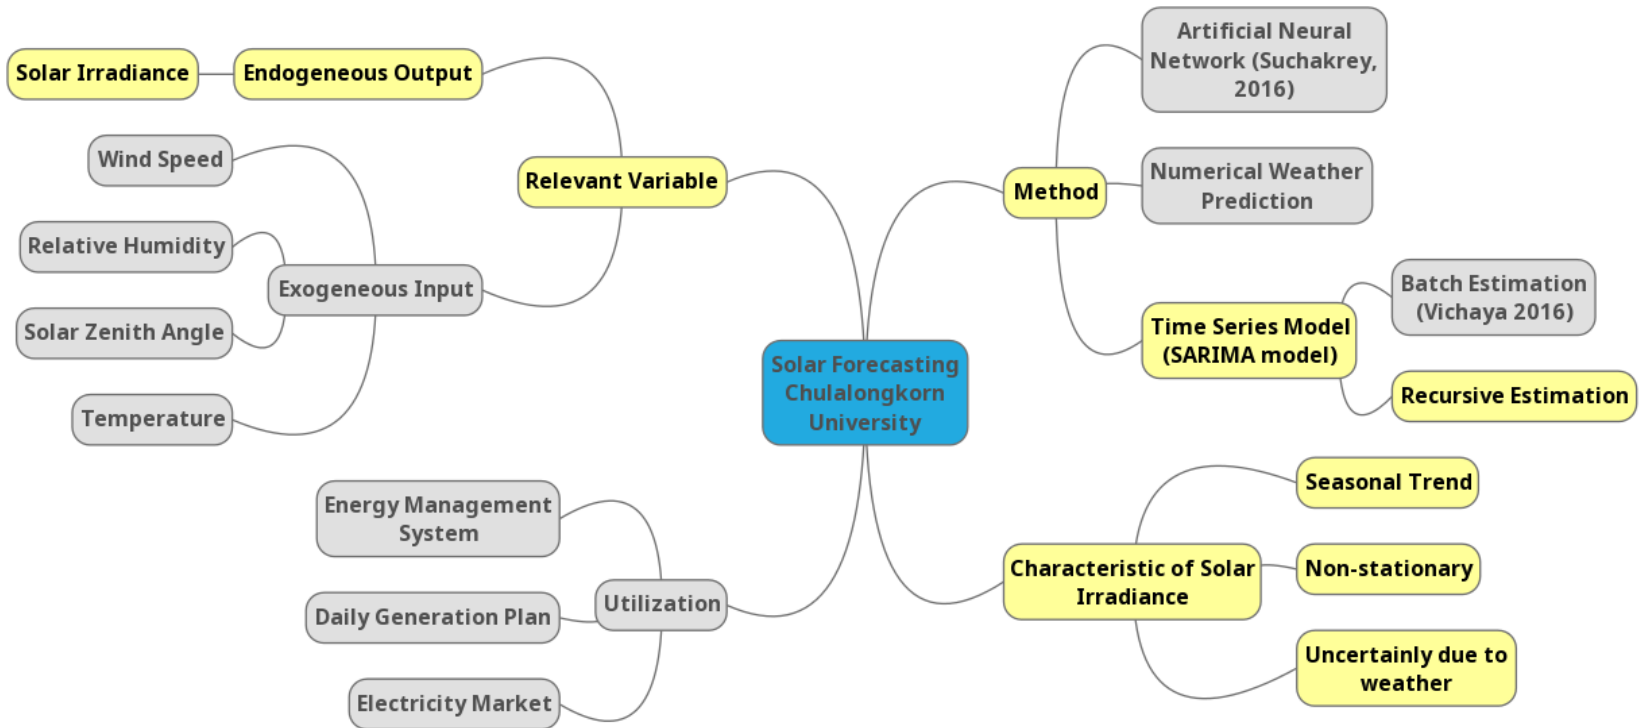 Solar Forecasting
Chulalongkorn
University
Relevant Variable
Endogeneous Output
Solar Irradiance
Exogeneous Input
Wind Speed
Relative Humidity
Solar Zenith Angle
Temperature
Utilization
Energy Management
System
Daily Generation Plan
Electricity Market
Method
Artificial Neural
Network (Suchakrey,
2016)
Numerical Weather
Prediction
Time Series Model
(SARIMA model)
Batch Estimation
(Vichaya 2016)
Recursive Estimation
Characteristic of Solar
Irradiance
Seasonal Trend
Non-stationary
Uncertainly due to
weather